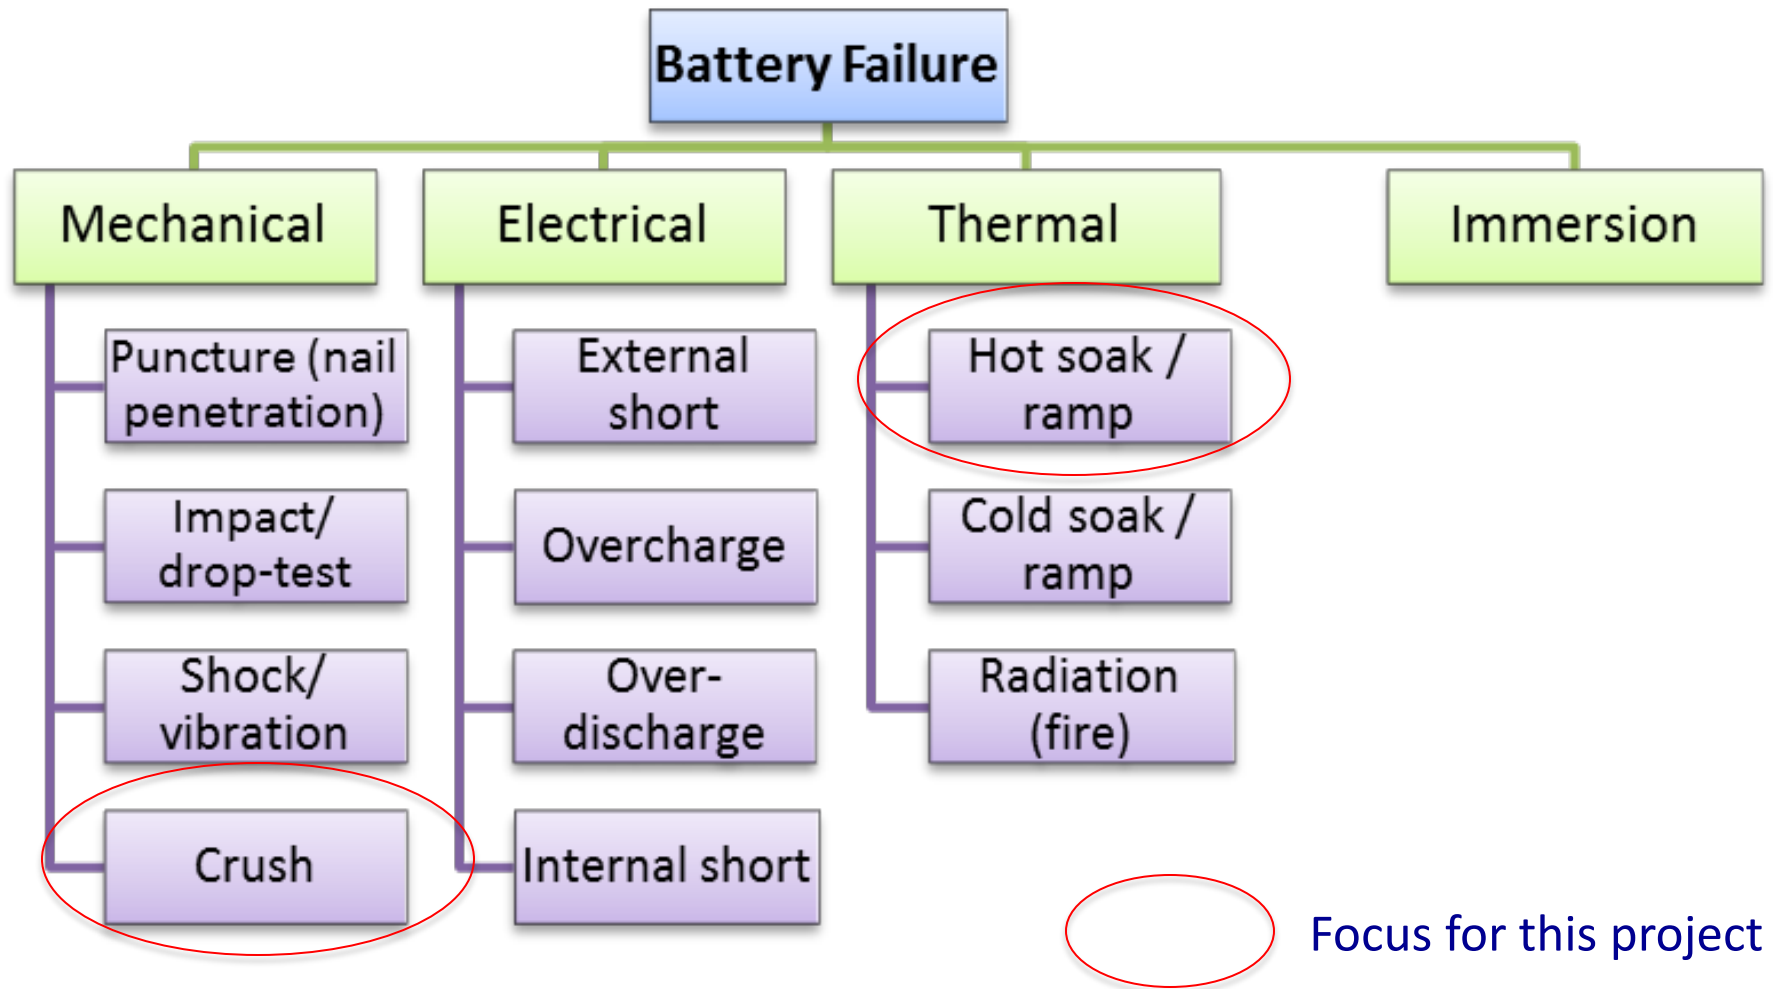 Battery Failure
Mechanical
Electrical
Thermal
Immersion
Puncture (nail
penetration)
Impact/
drop-test
Shock/
vibration
Crush
External
short
Overcharge
Over-
discharge
Internal short
Hot soak /
ramp
Cold soak /
ramp
Radiation
(fire)
Focus for this project